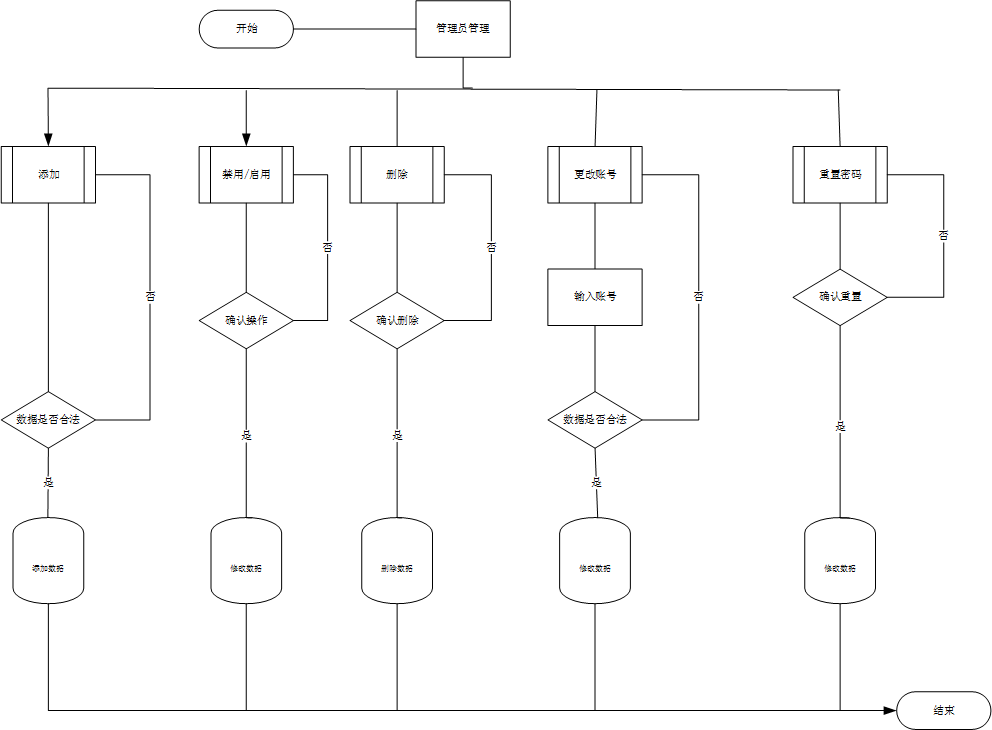 开始
管理员管理
添加
禁用/启用
删除
更改账号
重置密码
否
否
否
否
否
确认操作
确认删除
输入账号
确认重置
数据是否合法
数据是否合法
是
是
是
是
是
添加数据
修改数据
删除数据
修改数据
修改数据
结束